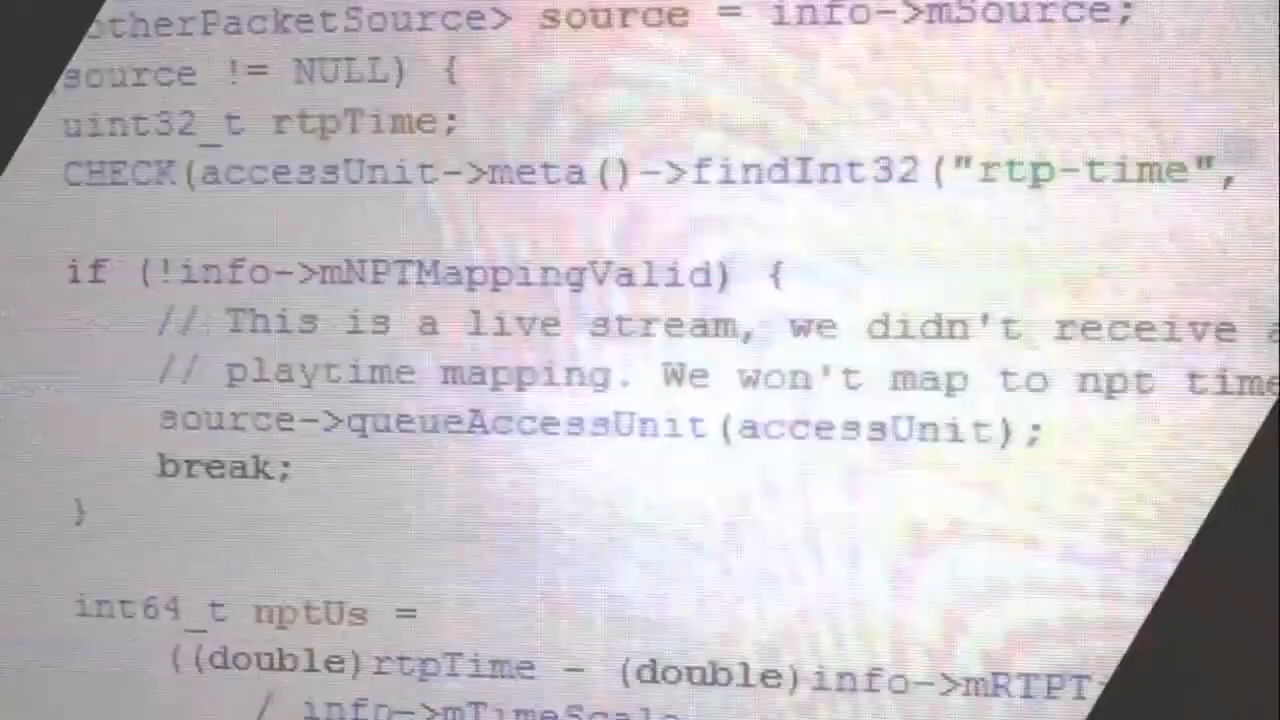 otherPacketSource> source = info->mSource;
source != NULL) {
uint32_t rtpTime;
CHECK(accessUnit->meta()->findInt32("rtp-time",
if (!info->mNPTMappingValid) {
// This is a live stream, we didn't receive a
// playtime mapping. We won't map to npt time
source->queueAccessUnit(accessUnit);
break;
}
int64_t nptUs =
((double)rtpTime - (double)info->mRTPT
/ info->mTimeScale